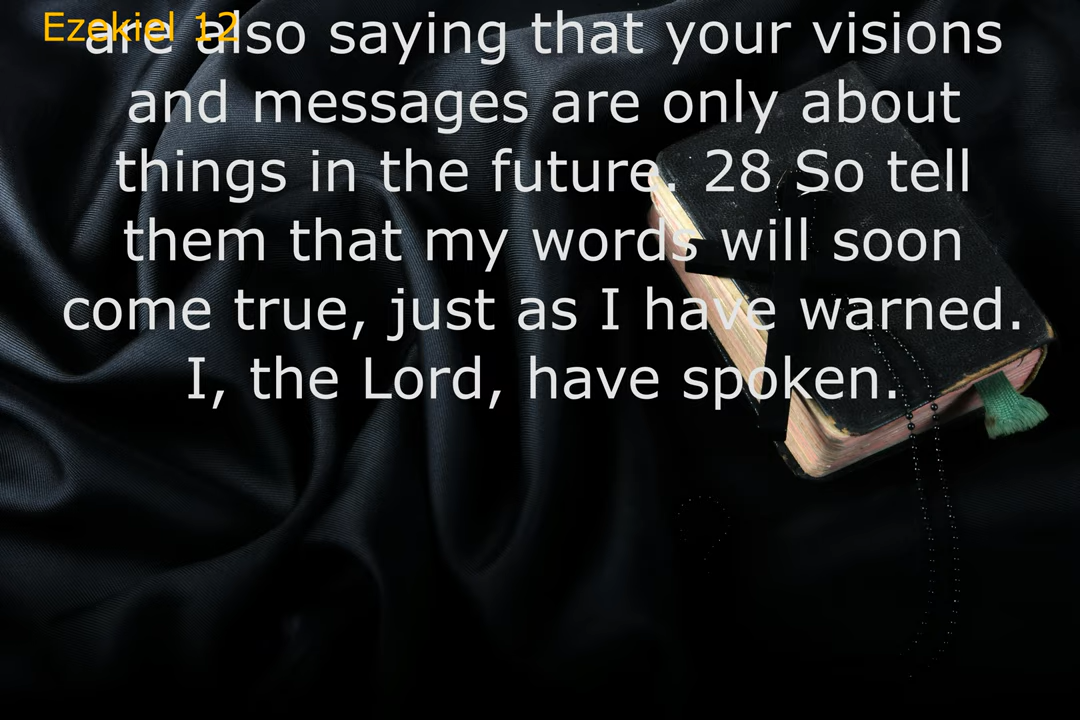 Ezekiel 12
are also saying that your visions
and messages are only about
things in the future. 28 So tell
them that my words will soon
come true, just as I have warned.
I, the Lord, have spoken.